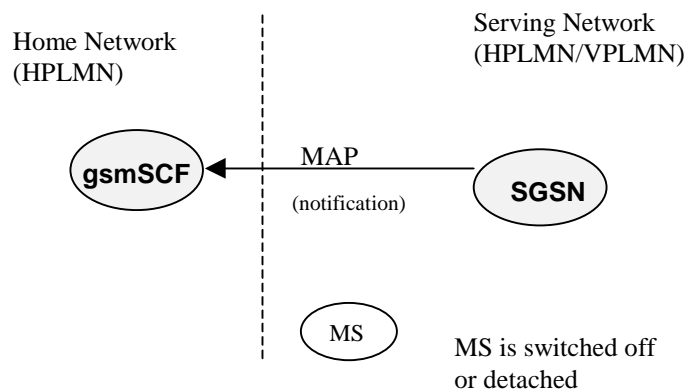 Home Network
(HPLMN)
Serving Network
(HPLMN/VPLMN)
gsmSCF
MAP
(notification)
SGSN
MS
MS is switched off
or detached